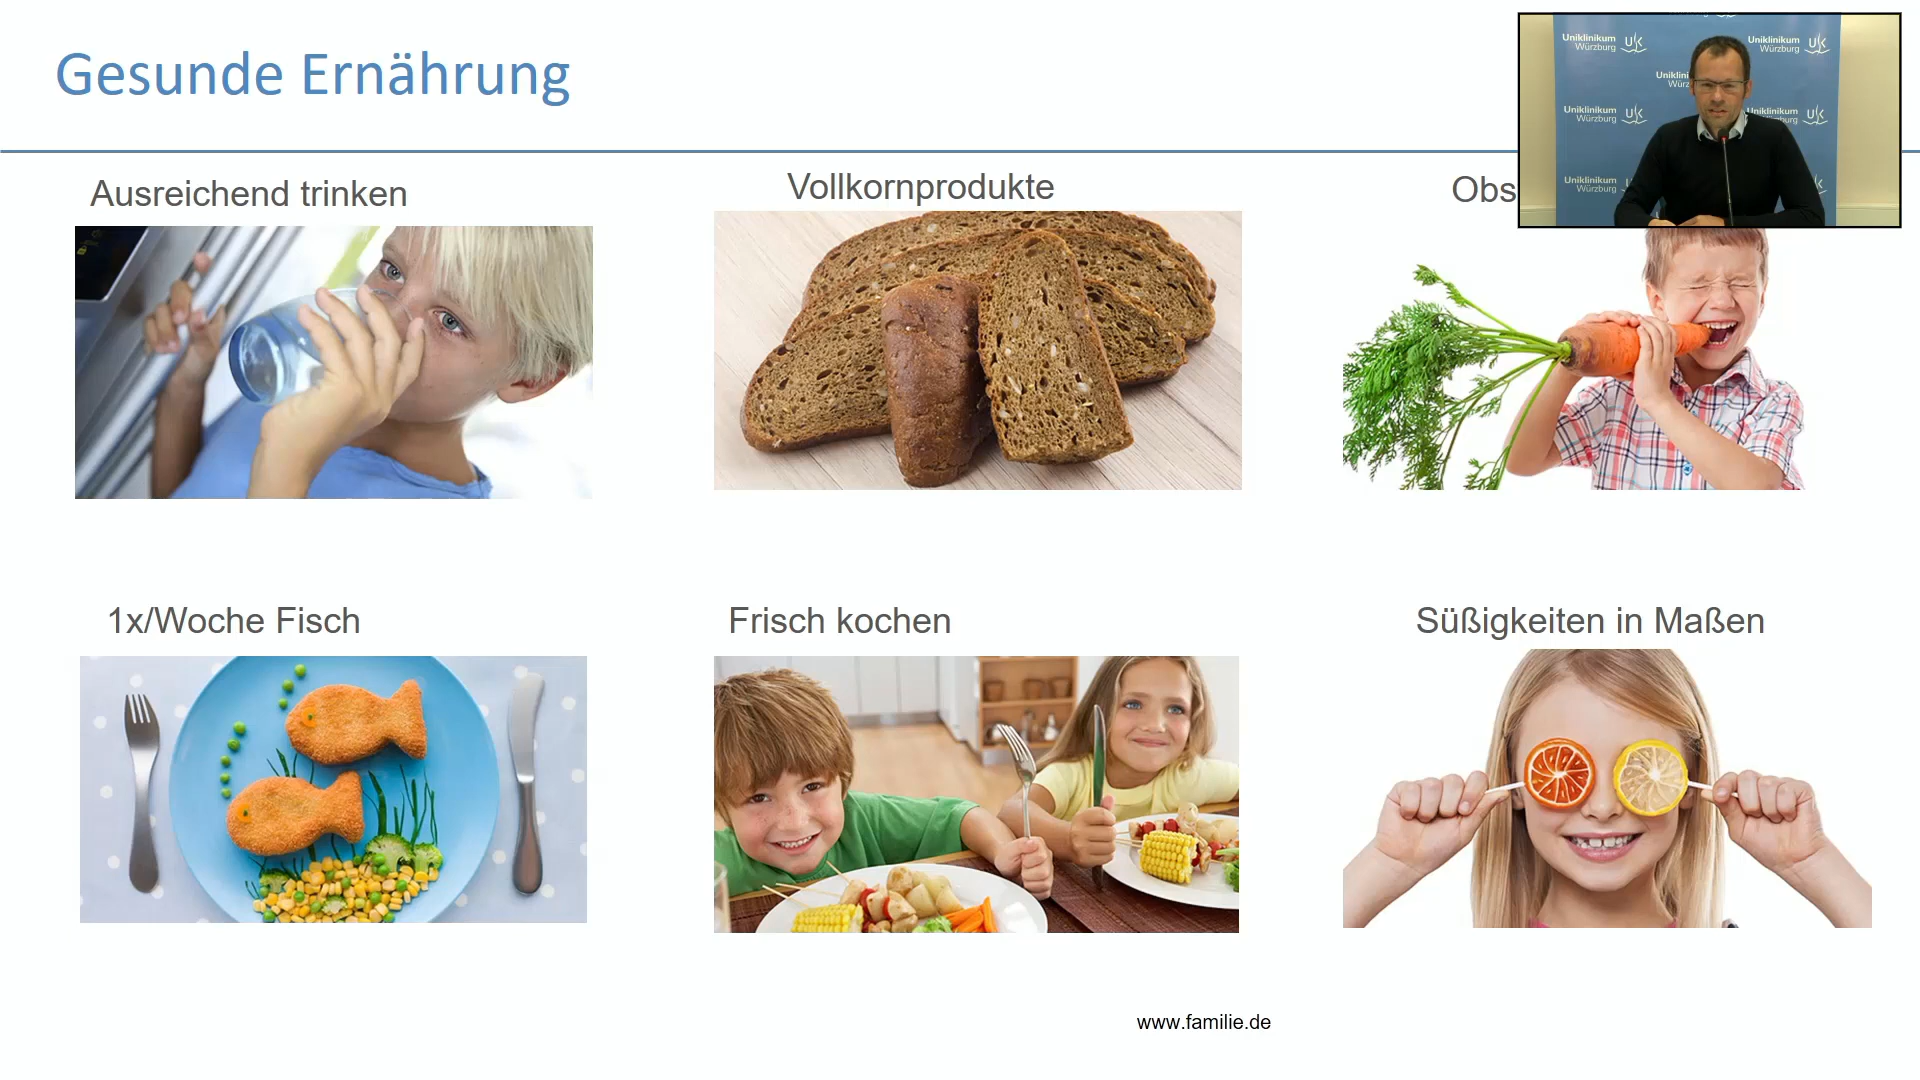 Gesunde Ernährung
Uniklinikum
Würzburg
Uniklinikum
Würzburg
Uniklinikum
Würzburg
Uniklinikum
Uniklinikum
Würzburg
Ausreichend trinken
Vollkornprodukte
Obs
1x/Woche Fisch
Frisch kochen
Süßigkeiten in Maßen
www.familie.de